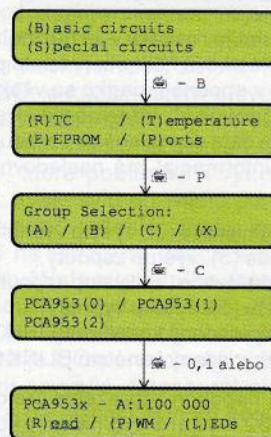 (B)asic circuits
(S)pecial circuits
- B
(R)TC / (T)emperature
(E)EPROM / (P)orts
- P
Group Selection:
(A) / (B) / (C) / (X)
- C
PCA953(0) / PCA953(1)
PCA953(2)
- 0,1 alebo
PCA953x - A:1100 000
(R)ead / (P)WM / (L)EDs